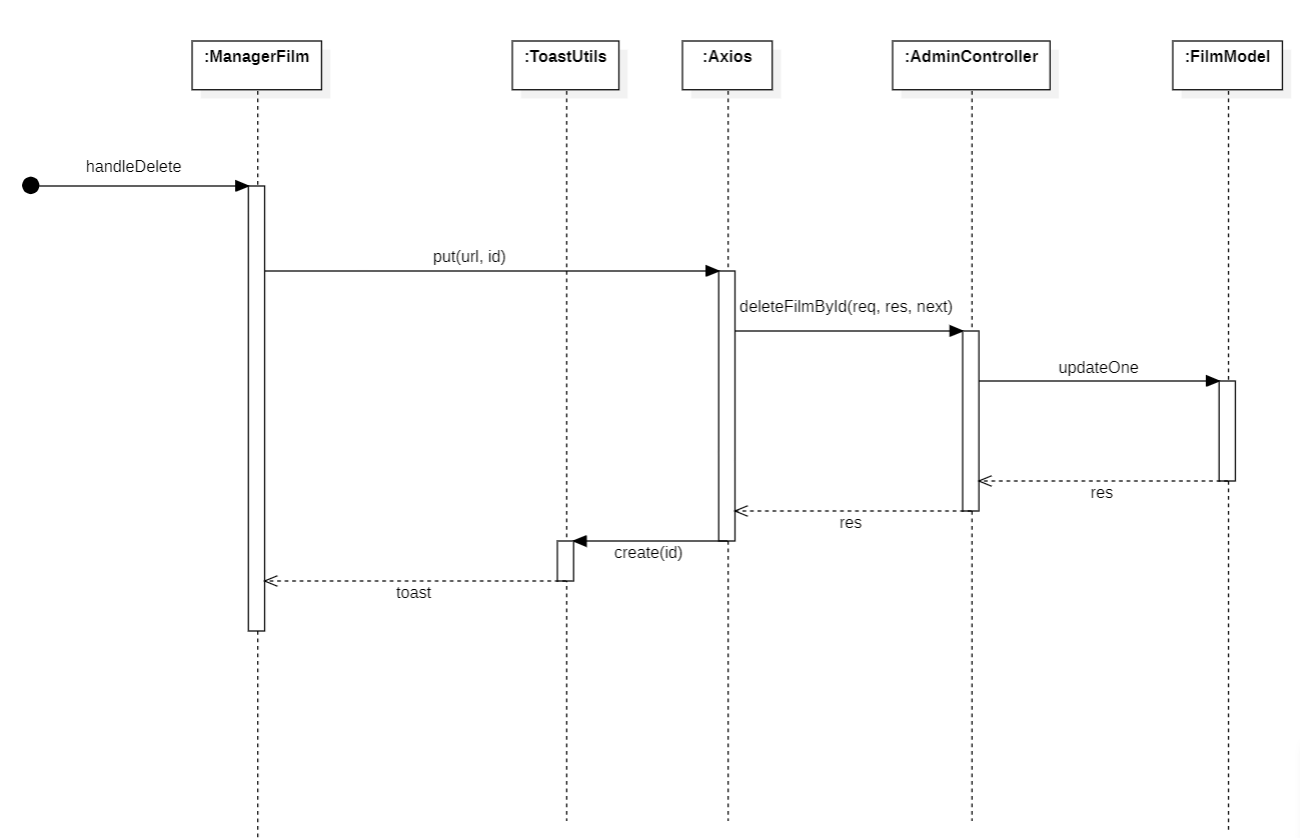 :ManagerFilm
:ToastUtils
:Axios
:AdminController
:FilmModel
handleDelete
put(url, id)
deleteFilmById(req, res, next)
updateOne
res
res
create(id)
toast